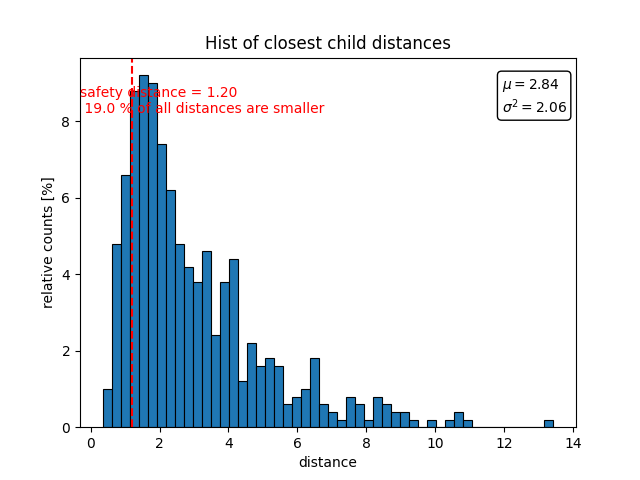 Hist of closest child distances
safety distance = 1.20
19.0 % of all distances are smaller
μ = 2.84
σ² = 2.06
relative counts [%]
8
6
4
2
0
0 2 4 6 8 10 12 14
distance